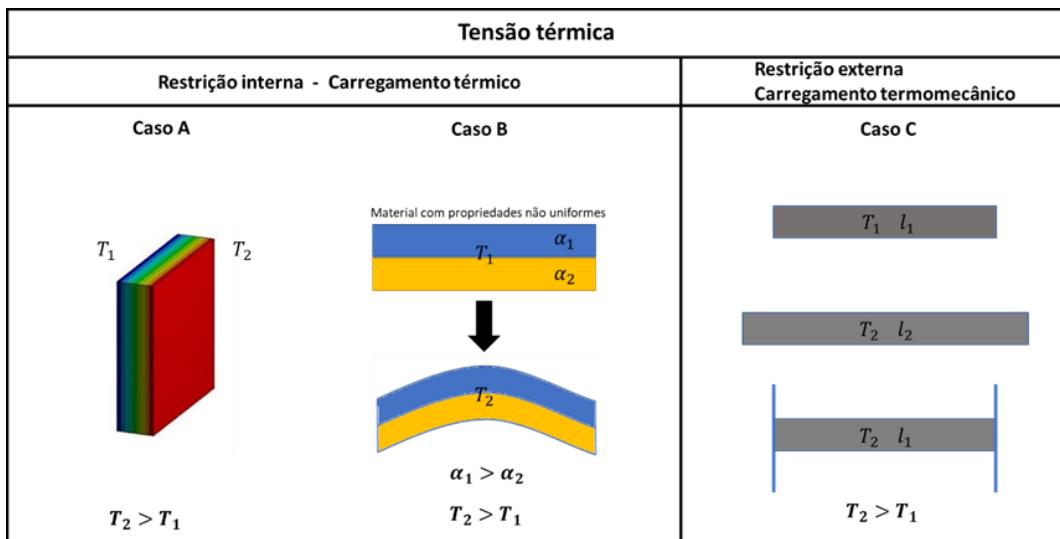 Tensão térmica
Restrição interna - Carregamento térmico
Restrição externa
Carregamento termomecânico
Caso A
Caso B
Caso C
T₁
T₂
T₂ > T₁
Material com propriedades não uniformes
α₁
T₁
α₂
T₂
α₁ > α₂
T₂ > T₁
T₁ l₁
T₂ l₂
T₂ l₁
T₂ > T₁